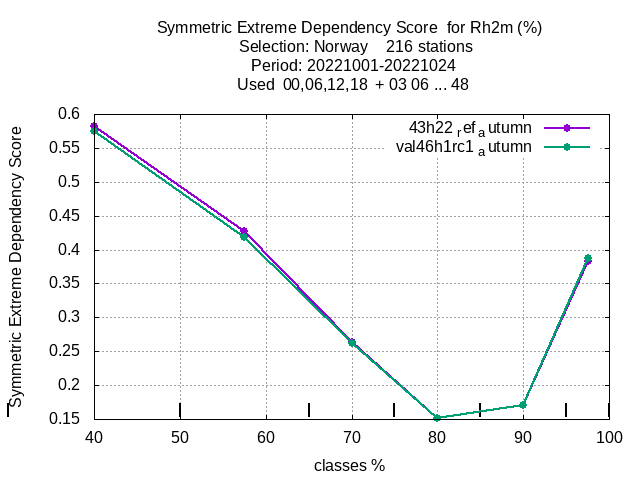 Symmetric Extreme Dependency Score for Rh2m (%)
Selection: Norway 216 stations
Period: 20221001-20221024
Used 00,06,12,18 + 03 06 ... 48
43h22 ref autumn
val46h1rc1 autumn
Symmetric Extreme Dependency Score
0.6
0.55
0.5
0.45
0.4
0.35
0.3
0.25
0.2
0.15
40 50 60 70 80 90 100
classes %